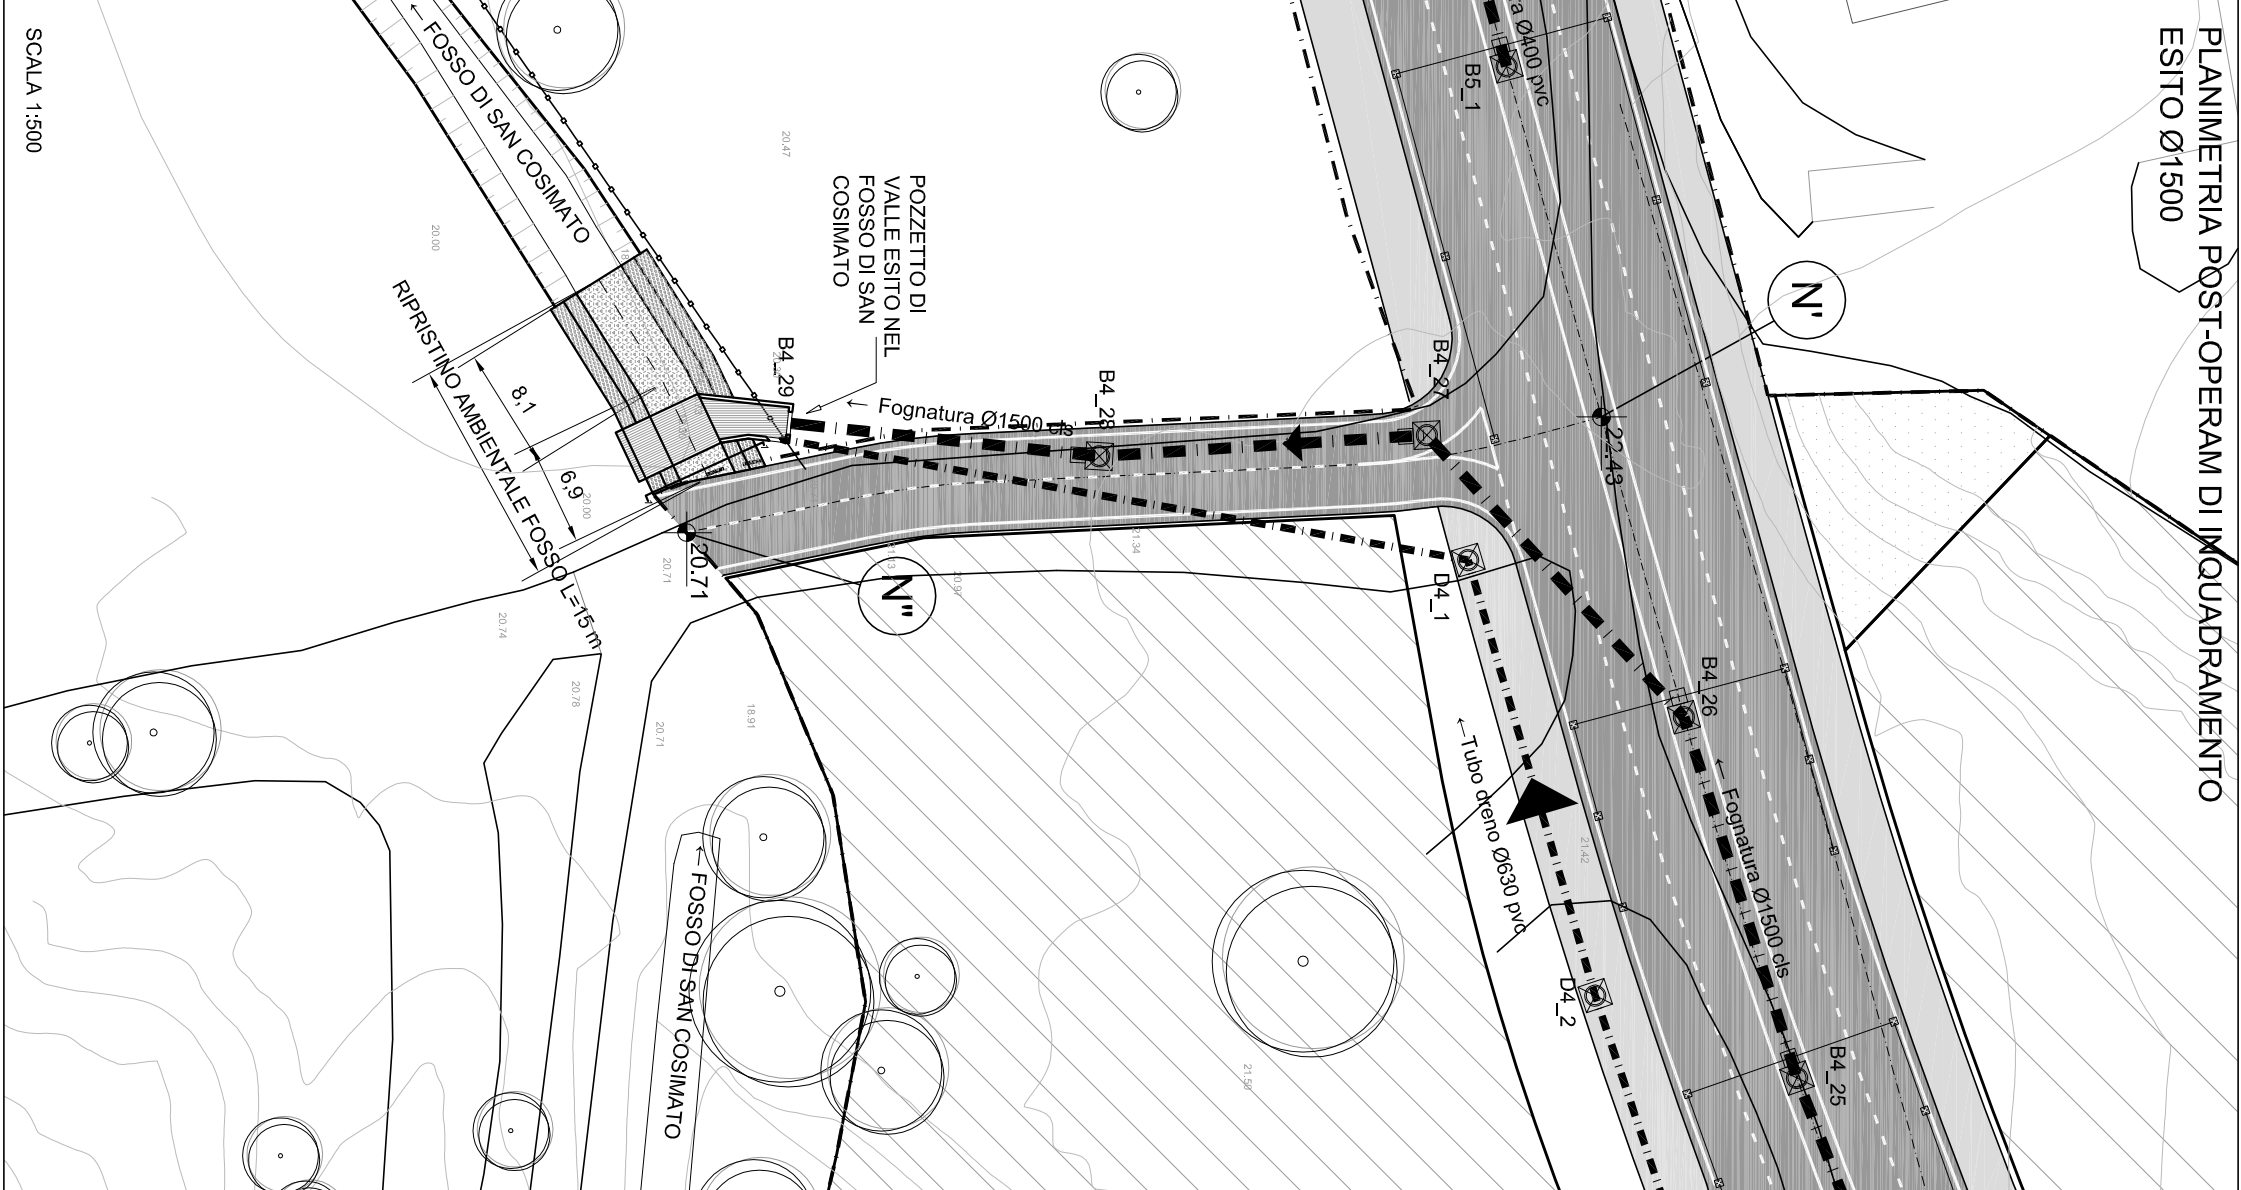 PLANIMETRIA POST-OPERAM DI INQUADRAMENTO
ESITO Ø1500
N'
22.43
B5_1
Ø400 pvc
B4_27
B4_26
← Fognatura Ø1500 cls
B4_25
D4_1
← Tubo dreno Ø630 pvc
D4_2
21.42
21.50
21.34
B4_28
← Fognatura Ø1500 cls
POZZETTO DI
VALLE ESITO NEL
FOSSO DI SAN
COSIMATO
B4_29
N"
20.97
20.71
20.47
← FOSSO DI SAN COSIMATO
20.00
8,1
6,9
RIPRISTINO AMBIENTALE FOSSO L=15 m
20.00
20.71
20.74
20.78
20.71
18.91
← FOSSO DI SAN COSIMATO
SCALA 1:500